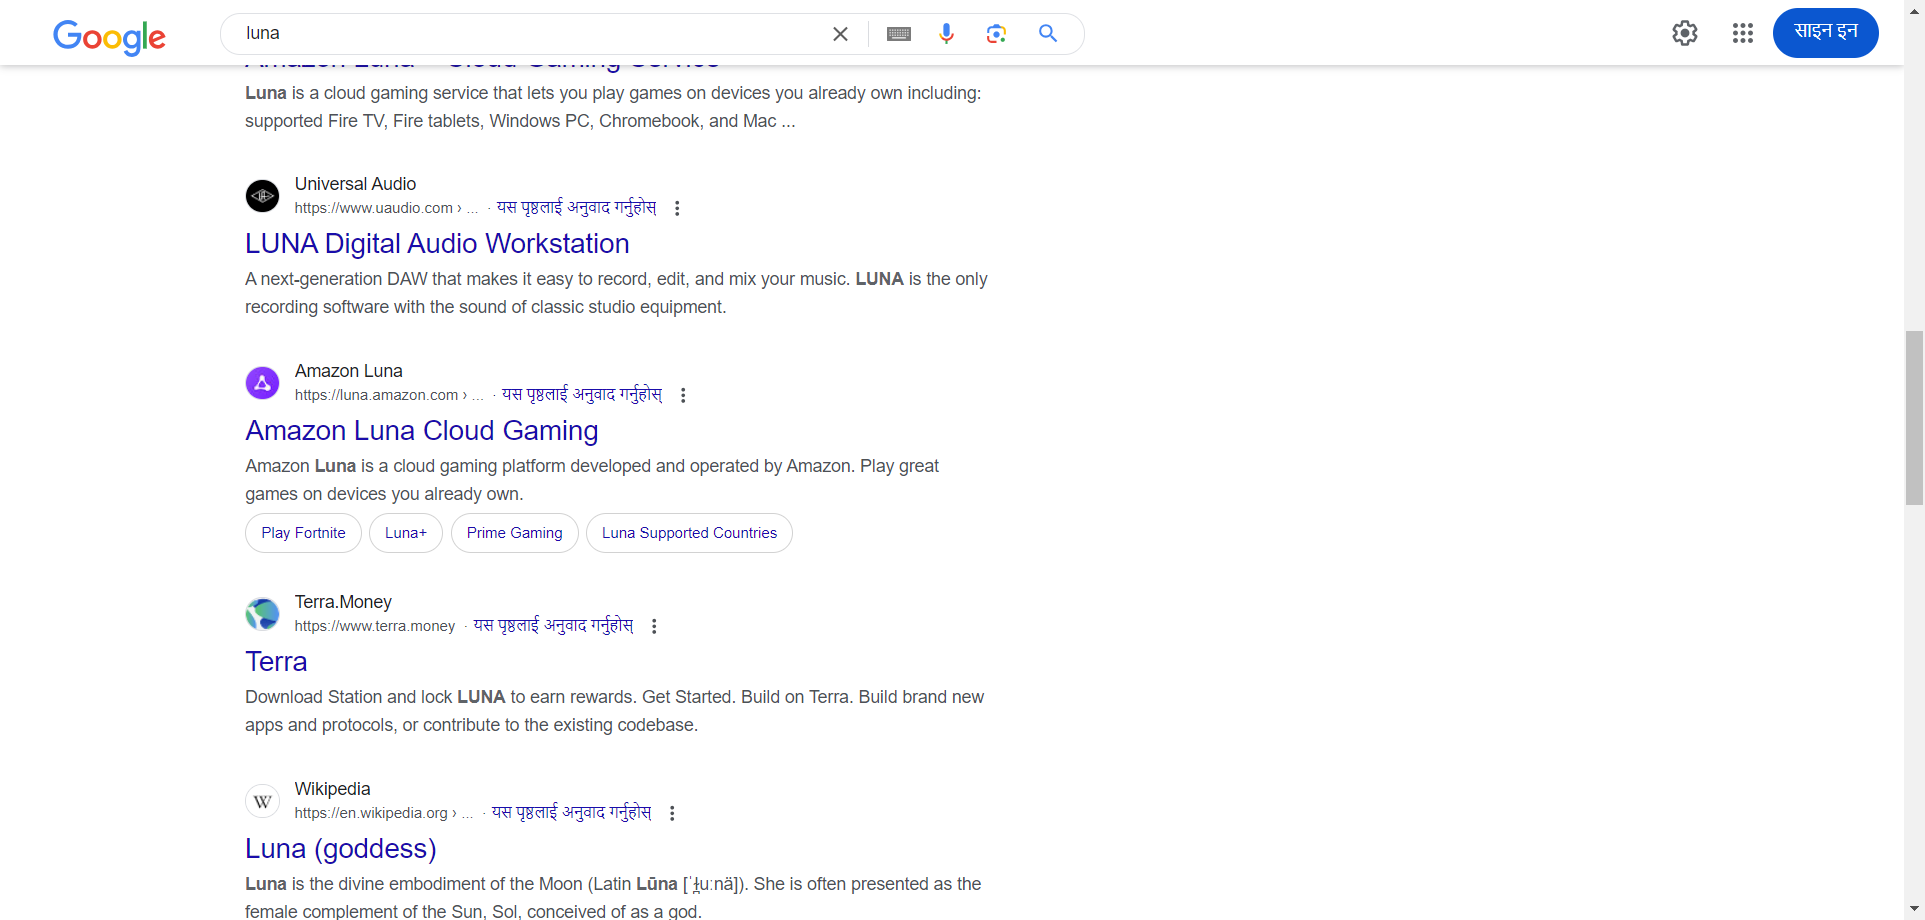 Google
luna
साइन इन
Amazon Luna – Cloud Gaming Service
Luna is a cloud gaming service that lets you play games on devices you already own including:
supported Fire TV, Fire tablets, Windows PC, Chromebook, and Mac ...
Universal Audio
https://www.uaudio.com › ... · यस पृष्ठलाई अनुवाद गर्नुहोस्
LUNA Digital Audio Workstation
A next-generation DAW that makes it easy to record, edit, and mix your music. LUNA is the only
recording software with the sound of classic studio equipment.
Amazon Luna
https://luna.amazon.com › ... · यस पृष्ठलाई अनुवाद गर्नुहोस्
Amazon Luna Cloud Gaming
Amazon Luna is a cloud gaming platform developed and operated by Amazon. Play great
games on devices you already own.
Play Fortnite Luna+ Prime Gaming Luna Supported Countries
Terra.Money
https://www.terra.money · यस पृष्ठलाई अनुवाद गर्नुहोस्
Terra
Download Station and lock LUNA to earn rewards. Get Started. Build on Terra. Build brand new
apps and protocols, or contribute to the existing codebase.
W
Wikipedia
https://en.wikipedia.org › ... · यस पृष्ठलाई अनुवाद गर्नुहोस्
Luna (goddess)
Luna is the divine embodiment of the Moon (Latin Lūna [ˈɫ̪uːnä]). She is often presented as the
female complement of the Sun, Sol, conceived of as a god.